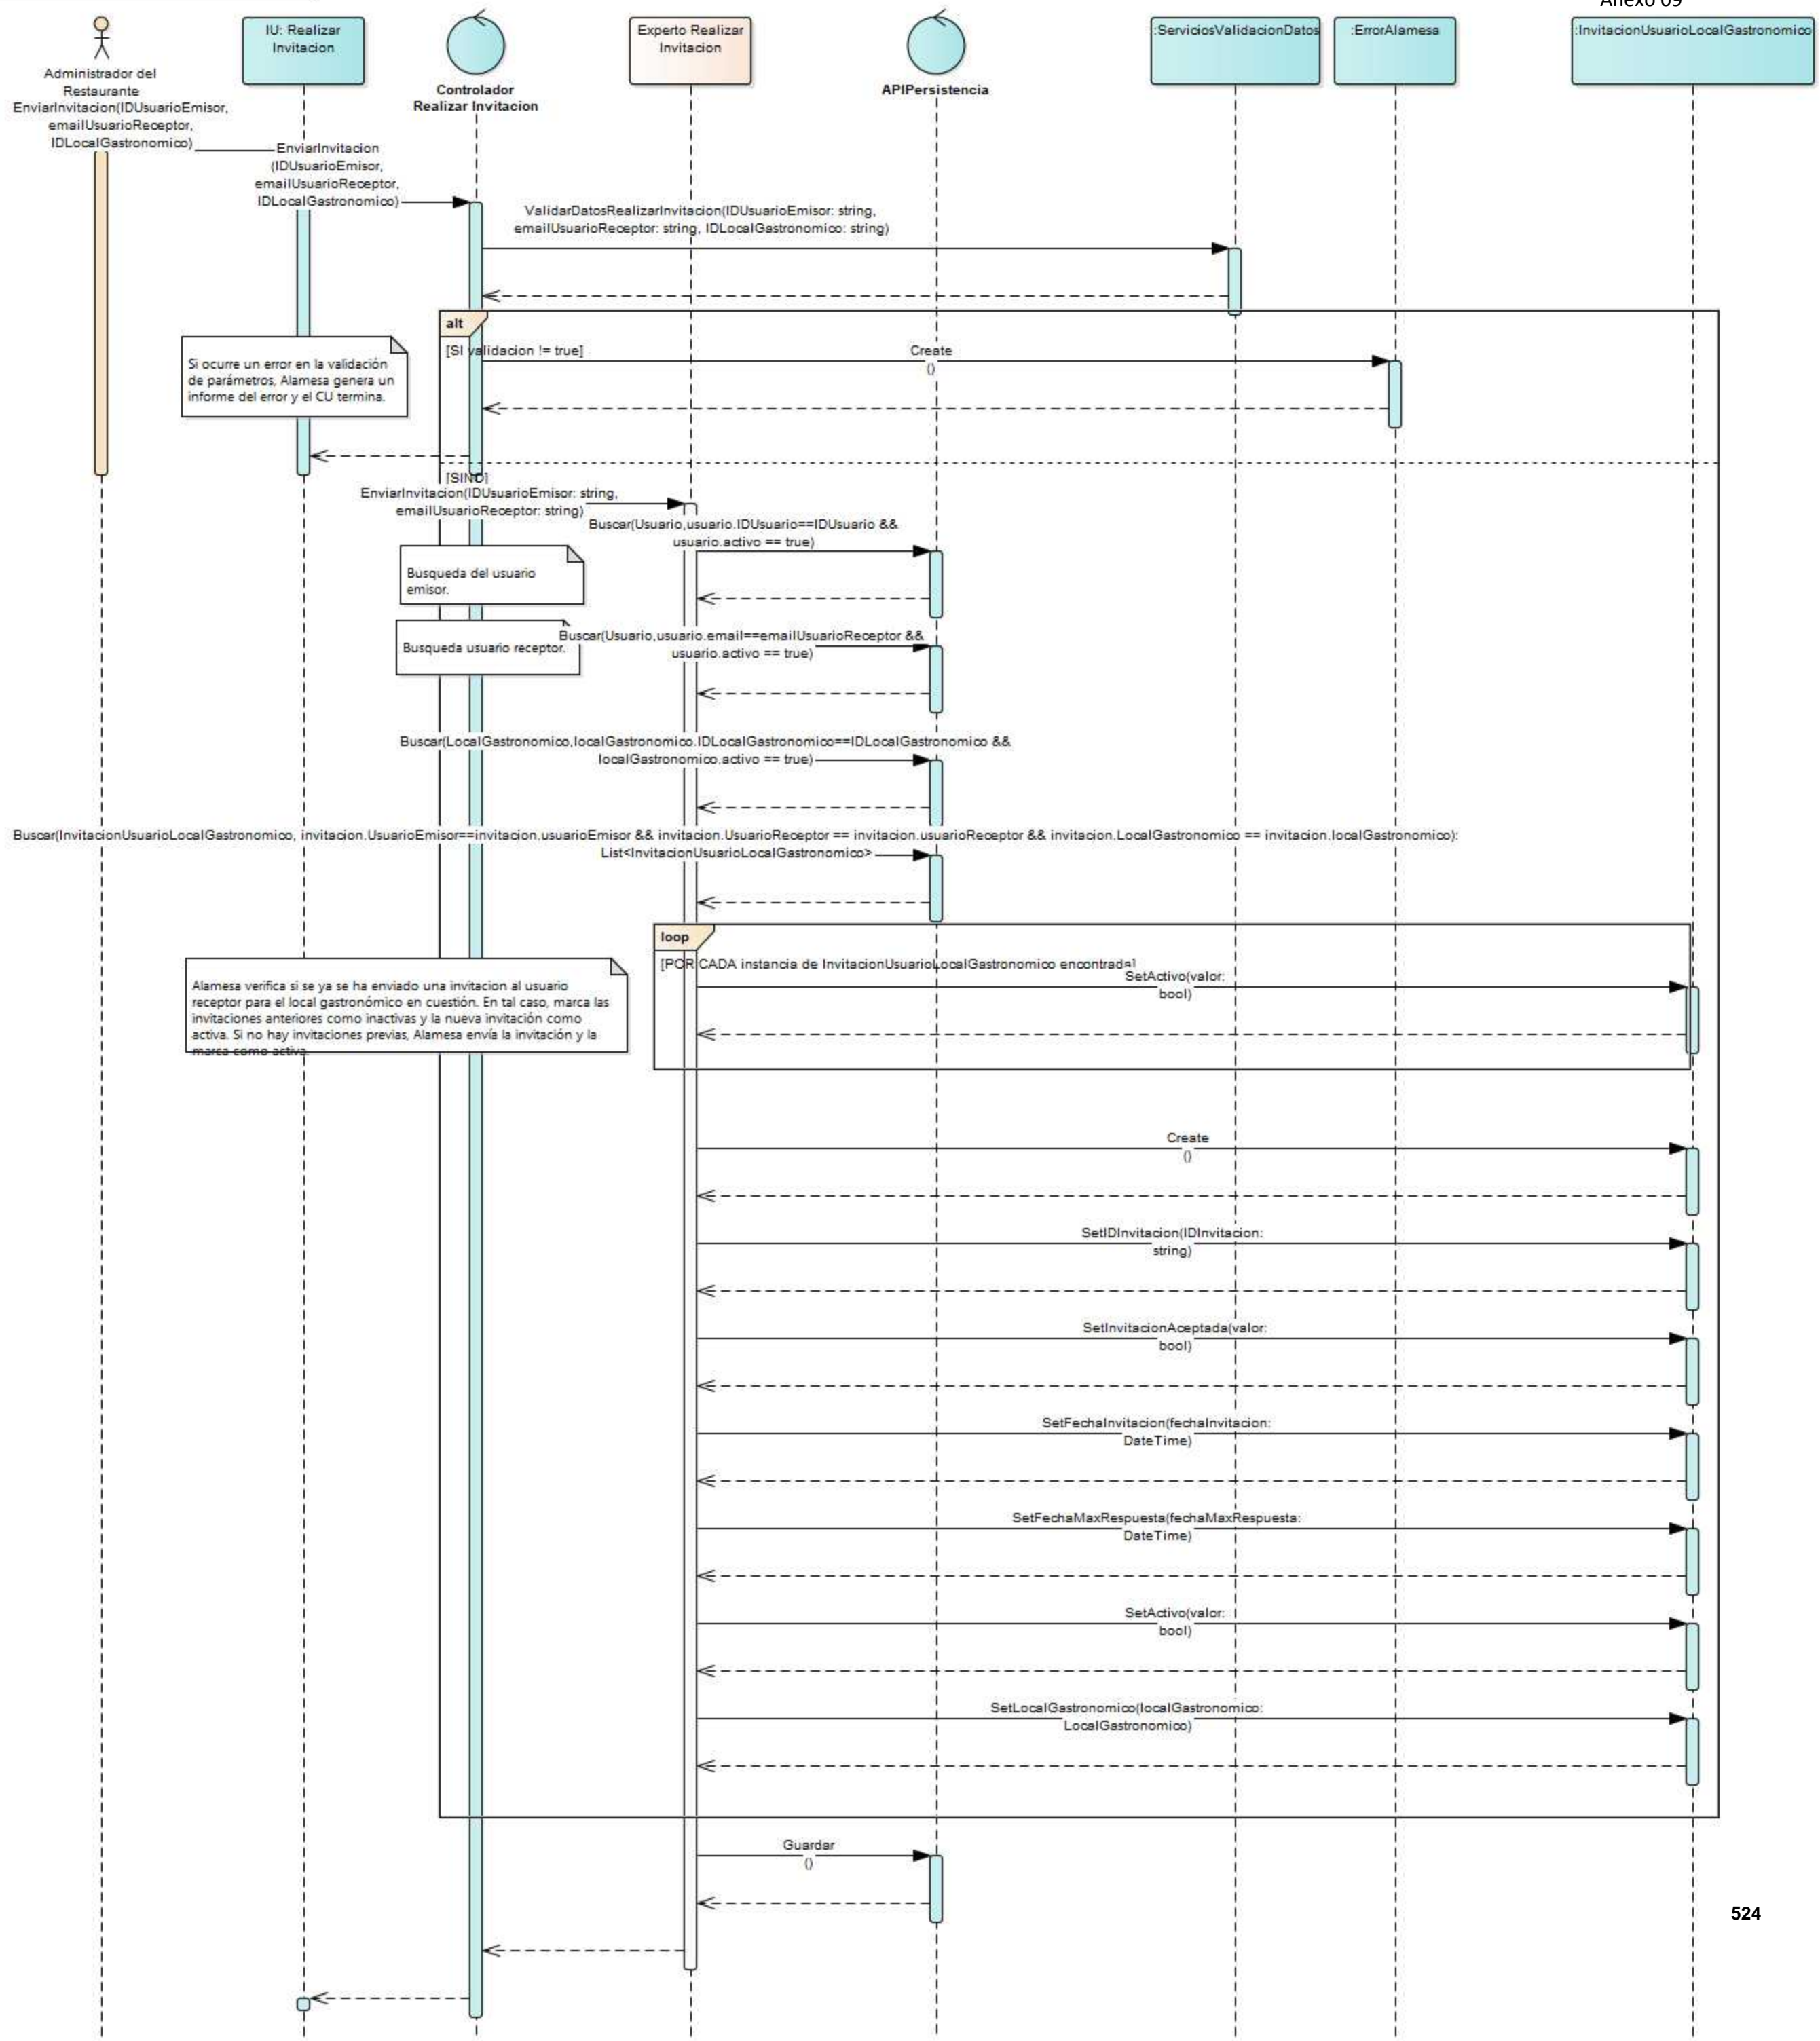 Anexo 09
IU: Realizar
Invitacion
Experto Realizar
Invitacion
:ServiciosValidacionDatos
:ErrorAlamesa
:InvitacionUsuarioLocalGastronomico
Administrador del
Restaurante
Controlador
Realizar Invitacion
APIPersistencia
EnviarInvitacion(IDUsuarioEmisor,
emailUsuarioReceptor,
IDLocalGastronomico)
EnviarInvitacion
(IDUsuarioEmisor,
emailUsuarioReceptor,
IDLocalGastronomico)
ValidarDatosRealizarInvitacion(IDUsuarioEmisor: string,
emailUsuarioReceptor: string, IDLocalGastronomico: string)
alt
[SI validacion != true]
Create
()
Si ocurre un error en la validación
de parámetros, Alamesa genera un
informe del error y el CU termina.
[SINO]
EnviarInvitacion(IDUsuarioEmisor: string,
emailUsuarioReceptor: string)
Buscar(Usuario,usuario.IDUsuario==IDUsuario &&
usuario.activo == true)
Busqueda del usuario
emisor.
Buscar(Usuario,usuario.email==emailUsuarioReceptor &&
usuario.activo == true)
Busqueda usuario receptor.
Buscar(LocalGastronomico,localGastronomico.IDLocalGastronomico==IDLocalGastronomico &&
localGastronomico.activo == true)
Buscar(InvitacionUsuarioLocalGastronomico, invitacion.UsuarioEmisor==invitacion.usuarioEmisor && invitacion.UsuarioReceptor == invitacion.usuarioReceptor && invitacion.LocalGastronomico == invitacion.localGastronomico):
List<InvitacionUsuarioLocalGastronomico>
loop
[POR CADA instancia de InvitacionUsuarioLocalGastronomico encontrada]
SetActivo(valor:
bool)
Alamesa verifica si se ya se ha enviado una invitacion al usuario
receptor para el local gastronómico en cuestión. En tal caso, marca las
invitaciones anteriores como inactivas y la nueva invitación como
activa. Si no hay invitaciones previas, Alamesa envía la invitación y la
marca como activa.
Create
()
SetIDInvitacion(IDInvitacion:
string)
SetInvitacionAceptada(valor:
bool)
SetFechaInvitacion(fechaInvitacion:
DateTime)
SetFechaMaxRespuesta(fechaMaxRespuesta:
DateTime)
SetActivo(valor:
bool)
SetLocalGastronomico(localGastronomico:
LocalGastronomico)
Guardar
()
524